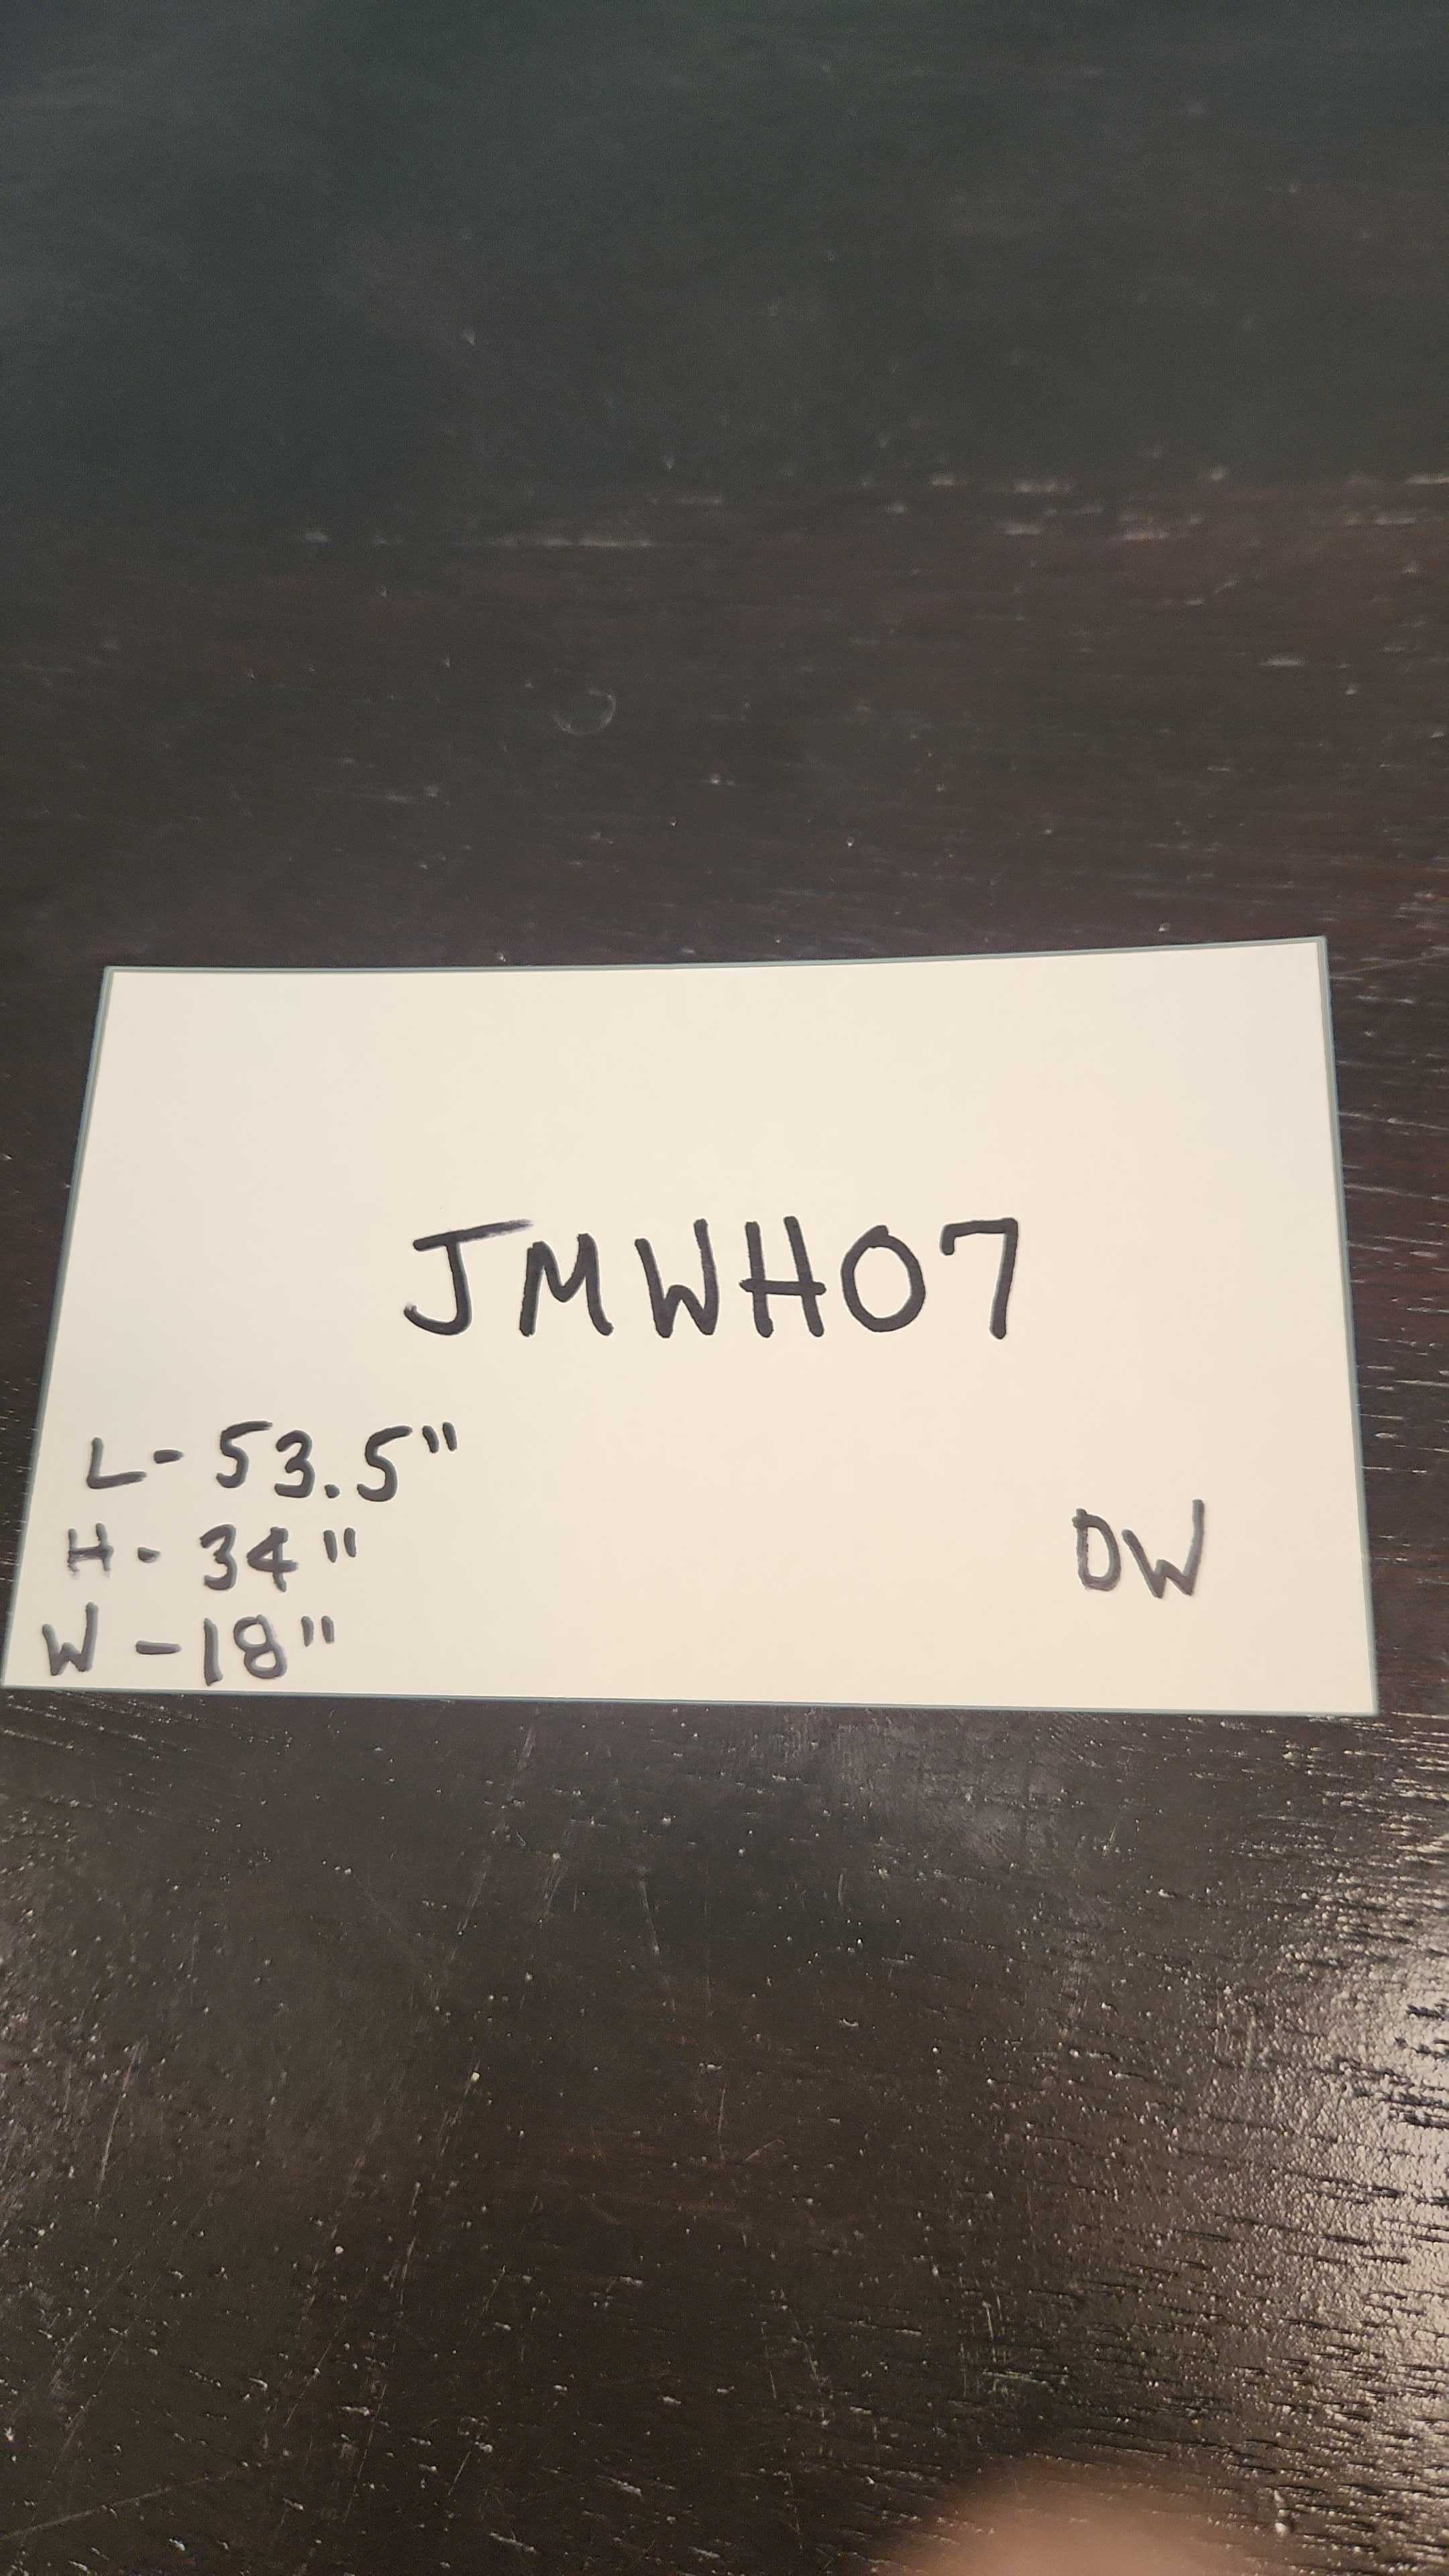 JMWH07
L- 53.5"
H- 34"
W -18"
DW